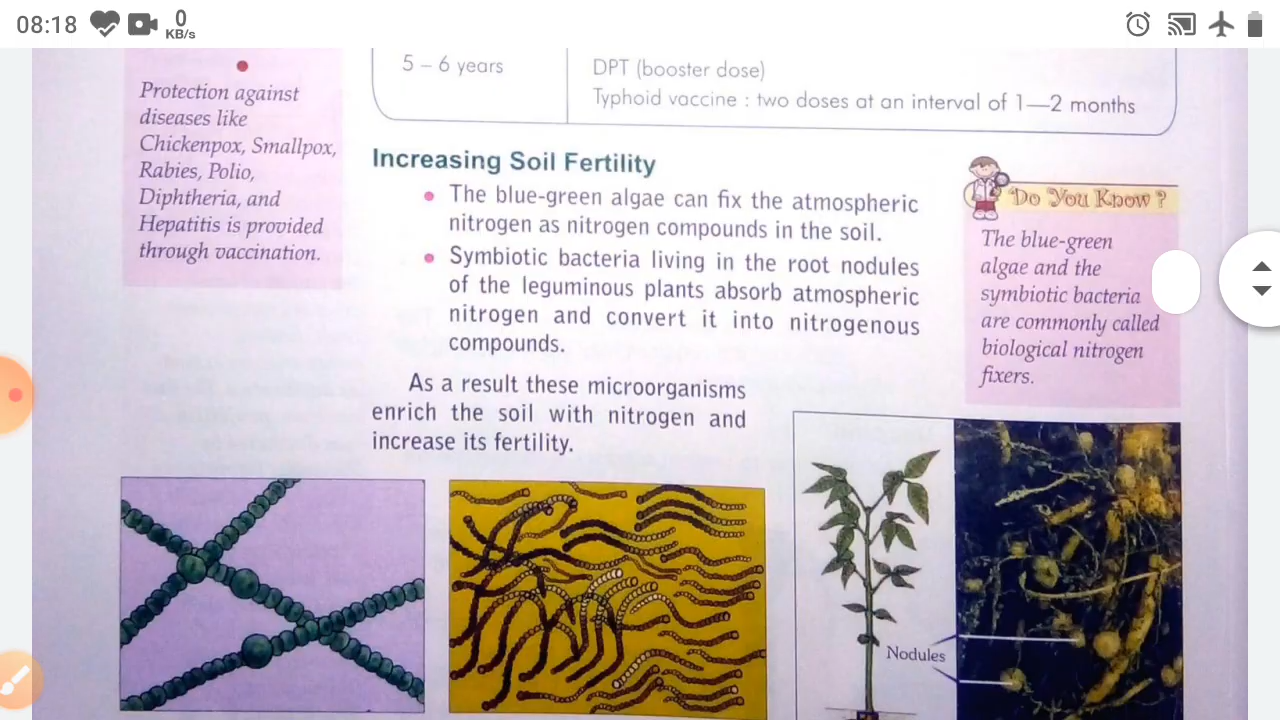 08:18
0
KB/s
Protection against
diseases like
Chickenpox, Smallpox,
Rabies, Polio,
Diphtheria, and
Hepatitis is provided
through vaccination.
5 – 6 years
DPT (booster dose)
Typhoid vaccine : two doses at an interval of 1—2 months
Increasing Soil Fertility
• The blue-green algae can fix the atmospheric
nitrogen as nitrogen compounds in the soil.
• Symbiotic bacteria living in the root nodules
of the leguminous plants absorb atmospheric
nitrogen and convert it into nitrogenous
compounds.
As a result these microorganisms
enrich the soil with nitrogen and
increase its fertility.
Do You Know ?
The blue-green
algae and the
symbiotic bacteria
are commonly called
biological nitrogen
fixers.
Nodules